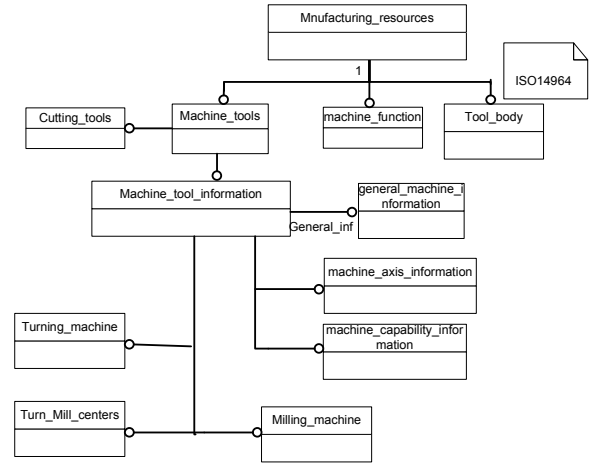 Mnufacturing_resources
1
ISO14964
Cutting_tools
Machine_tools
machine_function
Tool_body
Machine_tool_information
general_machine_i
nformation
General_inf
machine_axis_information
Turning_machine
machine_capability_infor
mation
Turn_Mill_centers
Milling_machine